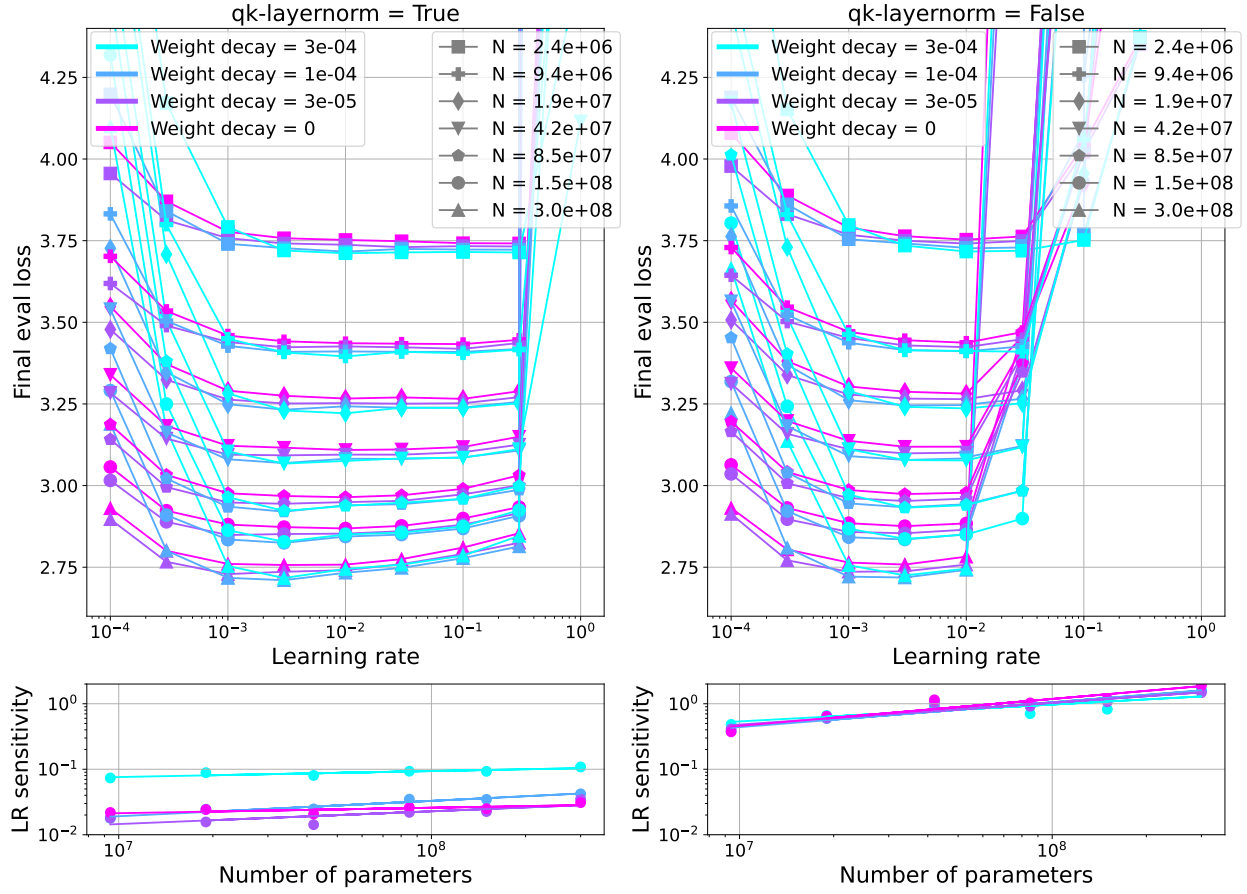 qk-layernorm = True
Final eval loss
4.25
4.00
3.75
3.50
3.25
3.00
2.75
Weight decay = 3e-04
Weight decay = 1e-04
Weight decay = 3e-05
Weight decay = 0
N = 2.4e+06
N = 9.4e+06
N = 1.9e+07
N = 4.2e+07
N = 8.5e+07
N = 1.5e+08
N = 3.0e+08
10⁻⁴ 10⁻³ 10⁻² 10⁻¹ 10⁰
Learning rate
qk-layernorm = False
Final eval loss
4.25
4.00
3.75
3.50
3.25
3.00
2.75
Weight decay = 3e-04
Weight decay = 1e-04
Weight decay = 3e-05
Weight decay = 0
N = 2.4e+06
N = 9.4e+06
N = 1.9e+07
N = 4.2e+07
N = 8.5e+07
N = 1.5e+08
N = 3.0e+08
10⁻⁴ 10⁻³ 10⁻² 10⁻¹ 10⁰
Learning rate
LR sensitivity
10⁰
10⁻¹
10⁻²
10⁷ 10⁸
Number of parameters
LR sensitivity
10⁰
10⁻¹
10⁻²
10⁷ 10⁸
Number of parameters